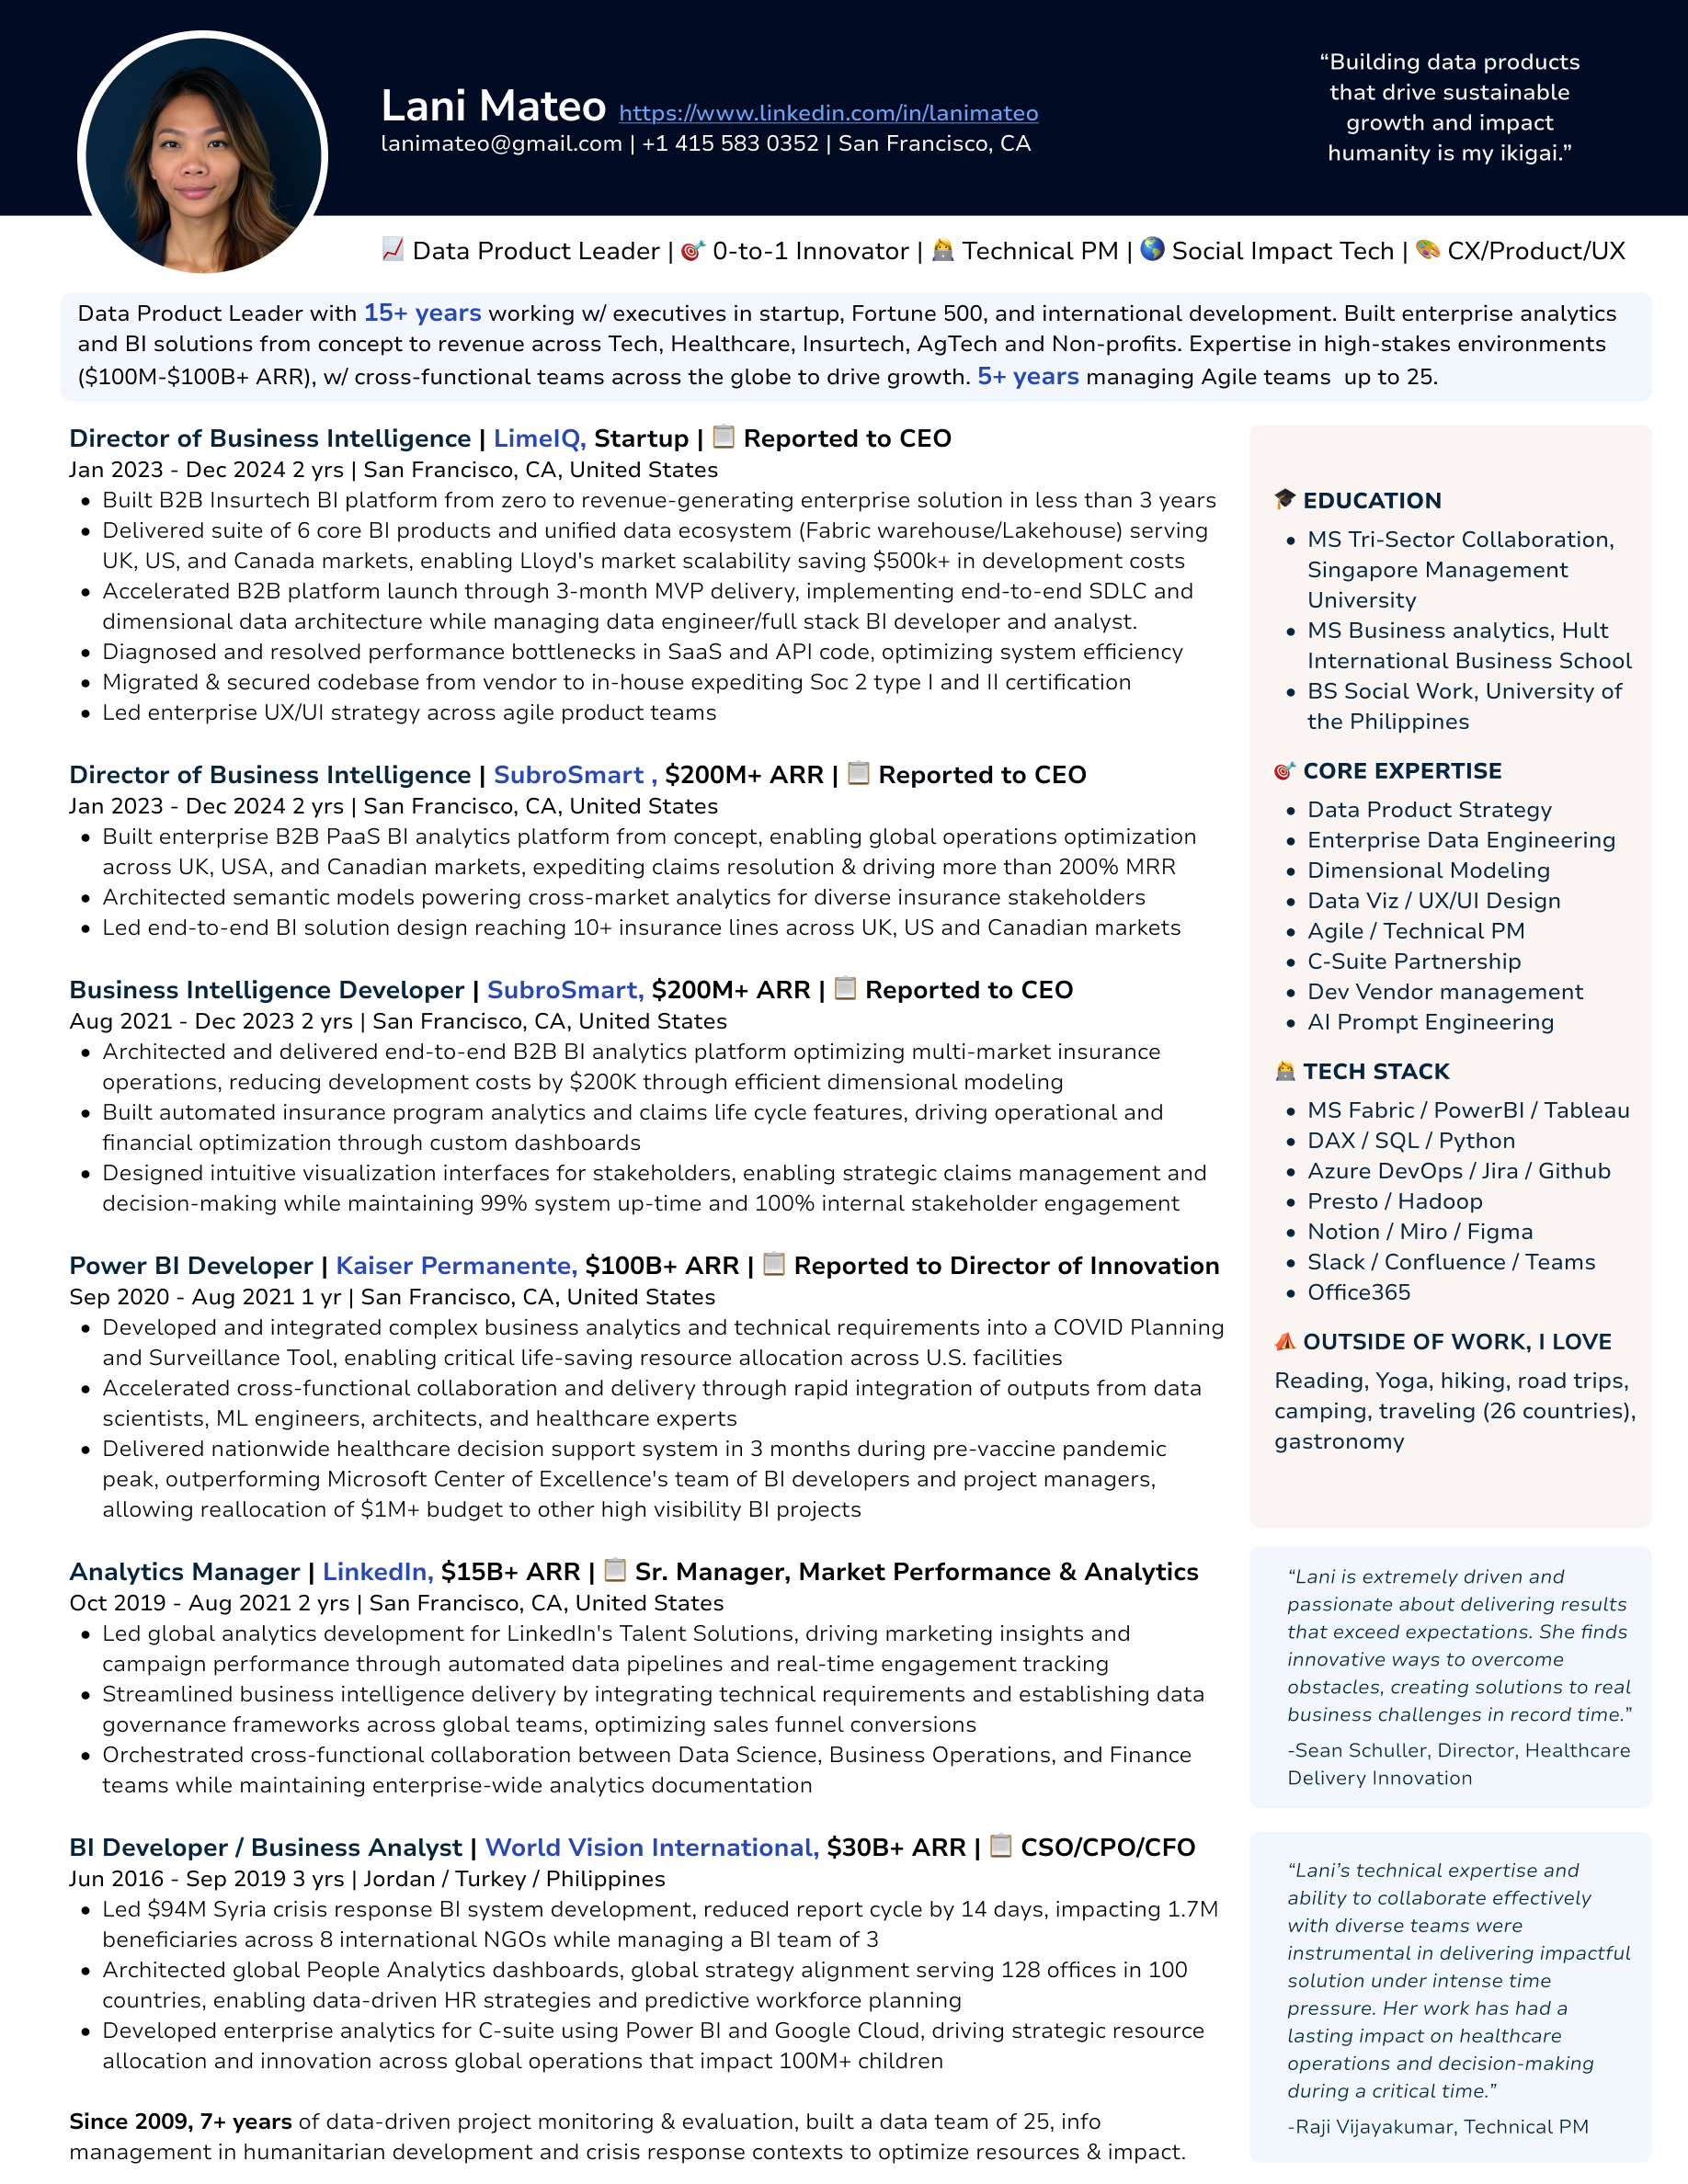 Lani Mateo https://www.linkedin.com/in/lanimateo
lanimateo@gmail.com | +1 415 583 0352 | San Francisco, CA
“Building data products
that drive sustainable
growth and impact
humanity is my ikigai.”
📈 Data Product Leader | 🎯 0-to-1 Innovator | 👩‍💻 Technical PM | 🌎 Social Impact Tech | 🎨 CX/Product/UX
Data Product Leader with 15+ years working w/ executives in startup, Fortune 500, and international development. Built enterprise analytics
and BI solutions from concept to revenue across Tech, Healthcare, Insurtech, AgTech and Non-profits. Expertise in high-stakes environments
($100M-$100B+ ARR), w/ cross-functional teams across the globe to drive growth. 5+ years managing Agile teams  up to 25.
Director of Business Intelligence | LimeIQ, Startup | 📋 Reported to CEO
Jan 2023 - Dec 2024 2 yrs | San Francisco, CA, United States
• Built B2B Insurtech BI platform from zero to revenue-generating enterprise solution in less than 3 years
• Delivered suite of 6 core BI products and unified data ecosystem (Fabric warehouse/Lakehouse) serving
UK, US, and Canada markets, enabling Lloyd's market scalability saving $500k+ in development costs
• Accelerated B2B platform launch through 3-month MVP delivery, implementing end-to-end SDLC and
dimensional data architecture while managing data engineer/full stack BI developer and analyst.
• Diagnosed and resolved performance bottlenecks in SaaS and API code, optimizing system efficiency
• Migrated & secured codebase from vendor to in-house expediting Soc 2 type I and II certification
• Led enterprise UX/UI strategy across agile product teams
Director of Business Intelligence | SubroSmart , $200M+ ARR | 📋 Reported to CEO
Jan 2023 - Dec 2024 2 yrs | San Francisco, CA, United States
• Built enterprise B2B PaaS BI analytics platform from concept, enabling global operations optimization
across UK, USA, and Canadian markets, expediting claims resolution & driving more than 200% MRR
• Architected semantic models powering cross-market analytics for diverse insurance stakeholders
• Led end-to-end BI solution design reaching 10+ insurance lines across UK, US and Canadian markets
Business Intelligence Developer | SubroSmart, $200M+ ARR | 📋 Reported to CEO
Aug 2021 - Dec 2023 2 yrs | San Francisco, CA, United States
• Architected and delivered end-to-end B2B BI analytics platform optimizing multi-market insurance
operations, reducing development costs by $200K through efficient dimensional modeling
• Built automated insurance program analytics and claims life cycle features, driving operational and
financial optimization through custom dashboards
• Designed intuitive visualization interfaces for stakeholders, enabling strategic claims management and
decision-making while maintaining 99% system up-time and 100% internal stakeholder engagement
Power BI Developer | Kaiser Permanente, $100B+ ARR | 📋 Reported to Director of Innovation
Sep 2020 - Aug 2021 1 yr | San Francisco, CA, United States
• Developed and integrated complex business analytics and technical requirements into a COVID Planning
and Surveillance Tool, enabling critical life-saving resource allocation across U.S. facilities
• Accelerated cross-functional collaboration and delivery through rapid integration of outputs from data
scientists, ML engineers, architects, and healthcare experts
• Delivered nationwide healthcare decision support system in 3 months during pre-vaccine pandemic
peak, outperforming Microsoft Center of Excellence's team of BI developers and project managers,
allowing reallocation of $1M+ budget to other high visibility BI projects
Analytics Manager | LinkedIn, $15B+ ARR | 📋 Sr. Manager, Market Performance & Analytics
Oct 2019 - Aug 2021 2 yrs | San Francisco, CA, United States
• Led global analytics development for LinkedIn's Talent Solutions, driving marketing insights and
campaign performance through automated data pipelines and real-time engagement tracking
• Streamlined business intelligence delivery by integrating technical requirements and establishing data
governance frameworks across global teams, optimizing sales funnel conversions
• Orchestrated cross-functional collaboration between Data Science, Business Operations, and Finance
teams while maintaining enterprise-wide analytics documentation
BI Developer / Business Analyst | World Vision International, $30B+ ARR | 📋 CSO/CPO/CFO
Jun 2016 - Sep 2019 3 yrs | Jordan / Turkey / Philippines
• Led $94M Syria crisis response BI system development, reduced report cycle by 14 days, impacting 1.7M
beneficiaries across 8 international NGOs while managing a BI team of 3
• Architected global People Analytics dashboards, global strategy alignment serving 128 offices in 100
countries, enabling data-driven HR strategies and predictive workforce planning
• Developed enterprise analytics for C-suite using Power BI and Google Cloud, driving strategic resource
allocation and innovation across global operations that impact 100M+ children
Since 2009, 7+ years of data-driven project monitoring & evaluation, built a data team of 25, info
management in humanitarian development and crisis response contexts to optimize resources & impact.
🎓 EDUCATION
• MS Tri-Sector Collaboration,
Singapore Management
University
• MS Business analytics, Hult
International Business School
• BS Social Work, University of
the Philippines
🎯 CORE EXPERTISE
• Data Product Strategy
• Enterprise Data Engineering
• Dimensional Modeling
• Data Viz / UX/UI Design
• Agile / Technical PM
• C-Suite Partnership
• Dev Vendor management
• AI Prompt Engineering
👩‍💻 TECH STACK
• MS Fabric / PowerBI / Tableau
• DAX / SQL / Python
• Azure DevOps / Jira / Github
• Presto / Hadoop
• Notion / Miro / Figma
• Slack / Confluence / Teams
• Office365
⛺ OUTSIDE OF WORK, I LOVE
Reading, Yoga, hiking, road trips,
camping, traveling (26 countries),
gastronomy
“Lani is extremely driven and
passionate about delivering results
that exceed expectations. She finds
innovative ways to overcome
obstacles, creating solutions to real
business challenges in record time.”
-Sean Schuller, Director, Healthcare
Delivery Innovation
“Lani’s technical expertise and
ability to collaborate effectively
with diverse teams were
instrumental in delivering impactful
solution under intense time
pressure. Her work has had a
lasting impact on healthcare
operations and decision-making
during a critical time.”
-Raji Vijayakumar, Technical PM